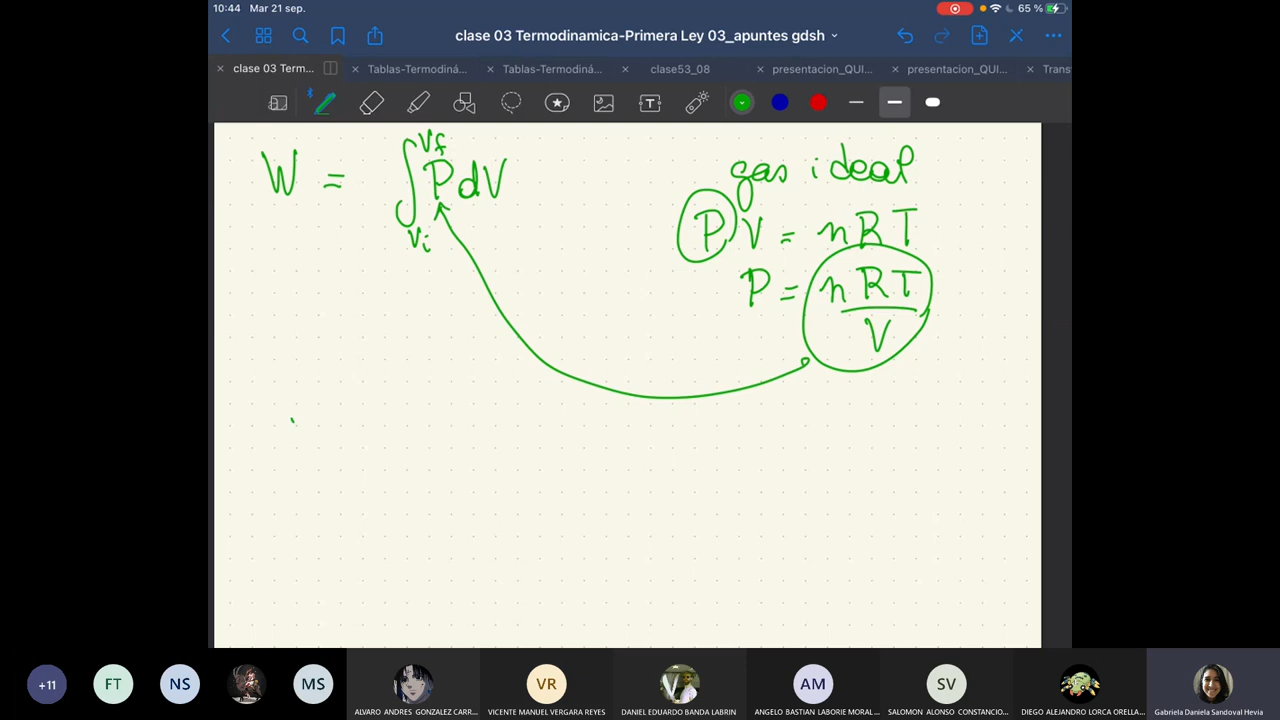 10:44 Mar 21 sep.
65 %
clase 03 Termodinamica-Primera Ley 03_apuntes gdsh
clase 03 Term...
Tablas-Termodiná...
Tablas-Termodiná...
clase53_08
presentacion_QUI...
presentacion_QUI...
Trans
W = ∫ Vi Vf P dV
gas ideal
P V = n R T
P = n R T / V
+11
FT
NS
MS
VR
AM
SV
ALVARO ANDRES GONZALEZ CARR...
VICENTE MANUEL VERGARA REYES
DANIEL EDUARDO BANDA LABRIN
ANGELO BASTIAN LABORIE MORAL...
SALOMON ALONSO CONSTANCIO...
DIEGO ALEJANDRO LORCA ORELLA...
Gabriela Daniela Sandoval Hevia